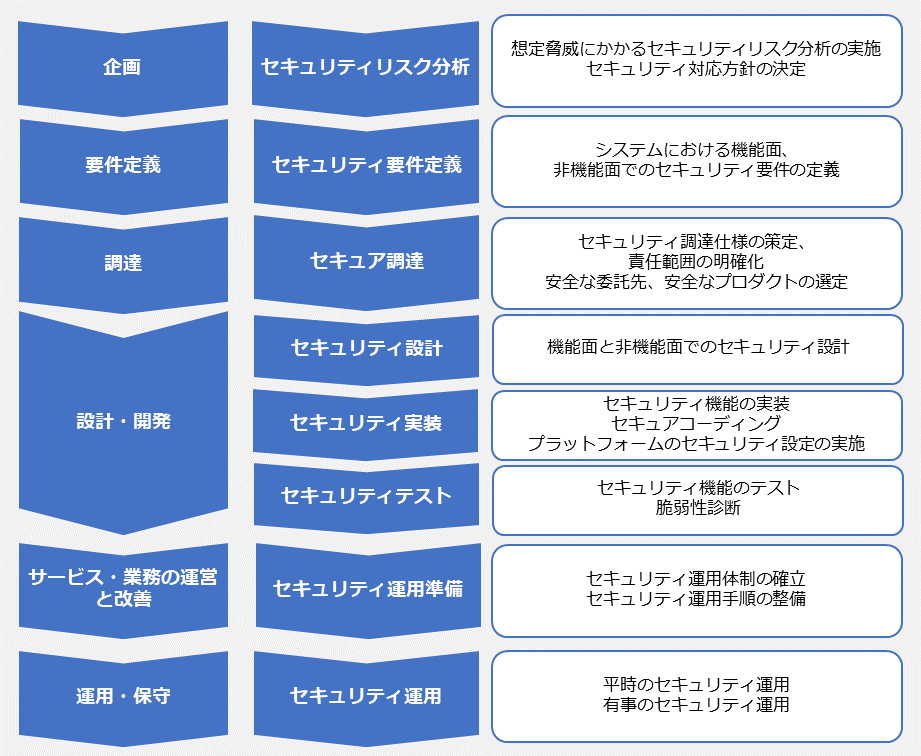 企画
セキュリティリスク分析
想定脅威にかかるセキュリティリスク分析の実施
セキュリティ対応方針の決定
要件定義
セキュリティ要件定義
システムにおける機能面、
非機能面でのセキュリティ要件の定義
調達
セキュア調達
セキュリティ調達仕様の策定、
責任範囲の明確化
安全な委託先、安全なプロダクトの選定
設計・開発
セキュリティ設計
機能面と非機能面でのセキュリティ設計
セキュリティ実装
セキュリティ機能の実装
セキュアコーディング
プラットフォームのセキュリティ設定の実施
セキュリティテスト
セキュリティ機能のテスト
脆弱性診断
サービス・業務の運営
と改善
セキュリティ運用準備
セキュリティ運用体制の確立
セキュリティ運用手順の整備
運用・保守
セキュリティ運用
平時のセキュリティ運用
有事のセキュリティ運用